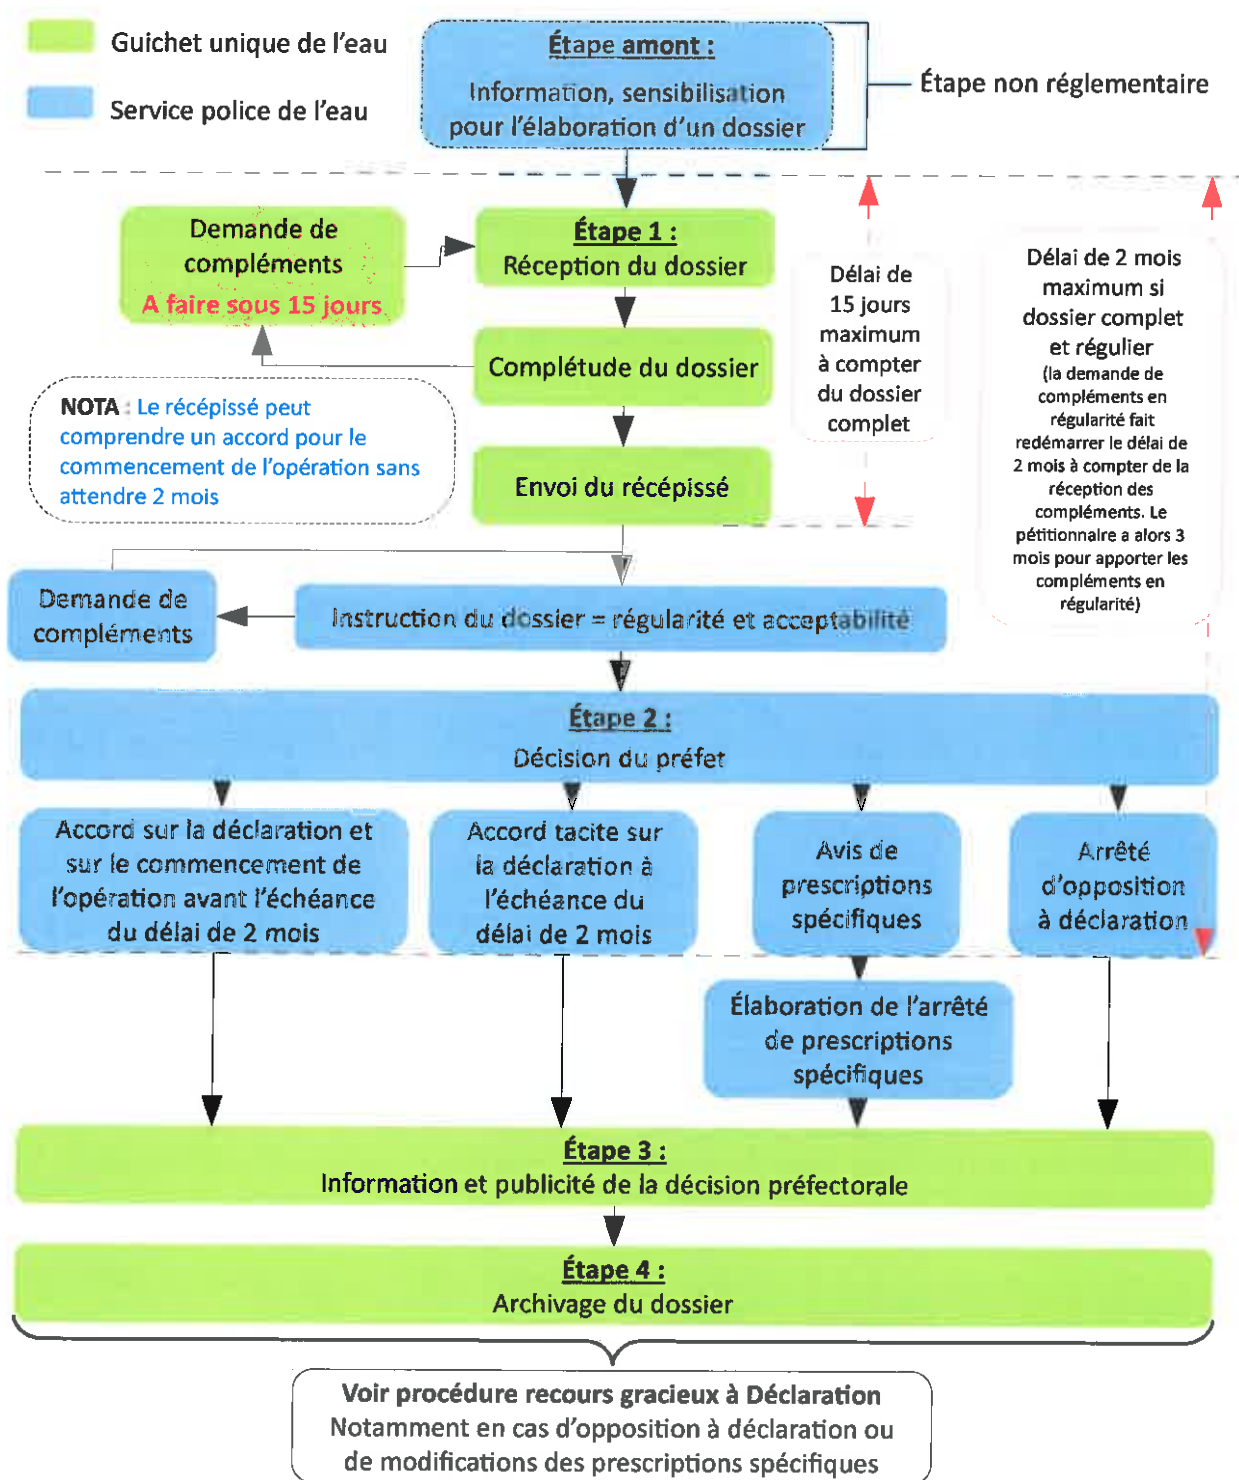 Guichet unique de l'eau
Service police de l'eau
Étape amont :
Information, sensibilisation
pour l'élaboration d'un dossier
Étape non réglementaire
Demande de
compléments
A faire sous 15 jours
Étape 1 :
Réception du dossier
Complétude du dossier
Envoi du récépissé
NOTA : Le récépissé peut
comprendre un accord pour le
commencement de l'opération sans
attendre 2 mois
Délai de
15 jours
maximum
à compter
du dossier
complet
Délai de 2 mois
maximum si
dossier complet
et régulier
(la demande de
compléments en
régularité fait
redémarrer le délai de
2 mois à compter de la
réception des
compléments. Le
pétitionnaire a alors 3
mois pour apporter les
compléments en
régularité)
Demande de
compléments
Instruction du dossier = régularité et acceptabilité
Étape 2 :
Décision du préfet
Accord sur la déclaration et
sur le commencement de
l'opération avant l'échéance
du délai de 2 mois
Accord tacite sur
la déclaration à
l'échéance du
délai de 2 mois
Avis de
prescriptions
spécifiques
Arrêté
d'opposition
à déclaration
Élaboration de l'arrêté
de prescriptions
spécifiques
Étape 3 :
Information et publicité de la décision préfectorale
Étape 4 :
Archivage du dossier
Voir procédure recours gracieux à Déclaration
Notamment en cas d'opposition à déclaration ou
de modifications des prescriptions spécifiques